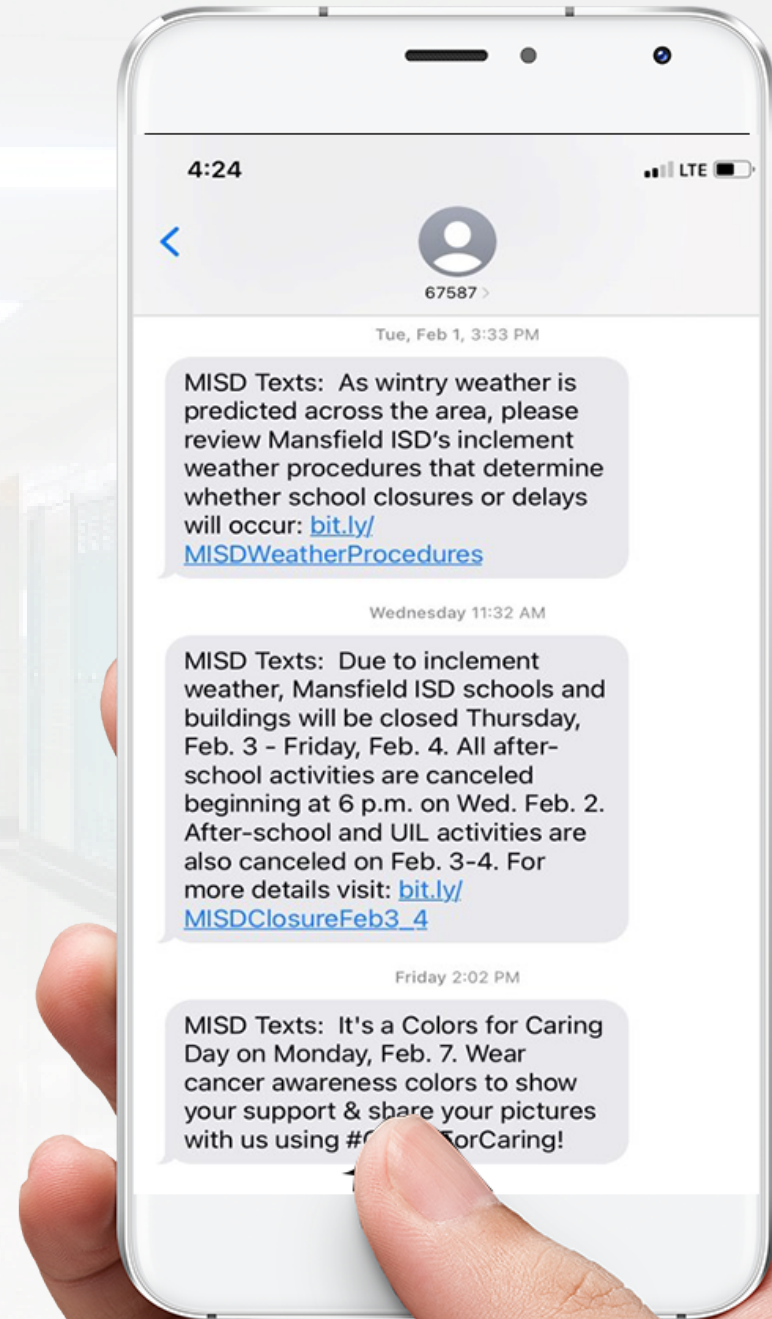 4:24
LTE
67587 >
Tue, Feb 1, 3:33 PM
MISD Texts:  As wintry weather is
predicted across the area, please
review Mansfield ISD's inclement
weather procedures that determine
whether school closures or delays
will occur: bit.ly/
MISDWeatherProcedures
Wednesday 11:32 AM
MISD Texts:  Due to inclement
weather, Mansfield ISD schools and
buildings will be closed Thursday,
Feb. 3 - Friday, Feb. 4. All after-
school activities are canceled
beginning at 6 p.m. on Wed. Feb. 2.
After-school and UIL activities are
also canceled on Feb. 3-4. For
more details visit: bit.ly/
MISDClosureFeb3_4
Friday 2:02 PM
MISD Texts:  It's a Colors for Caring
Day on Monday, Feb. 7. Wear
cancer awareness colors to show
your support & share your pictures
with us using